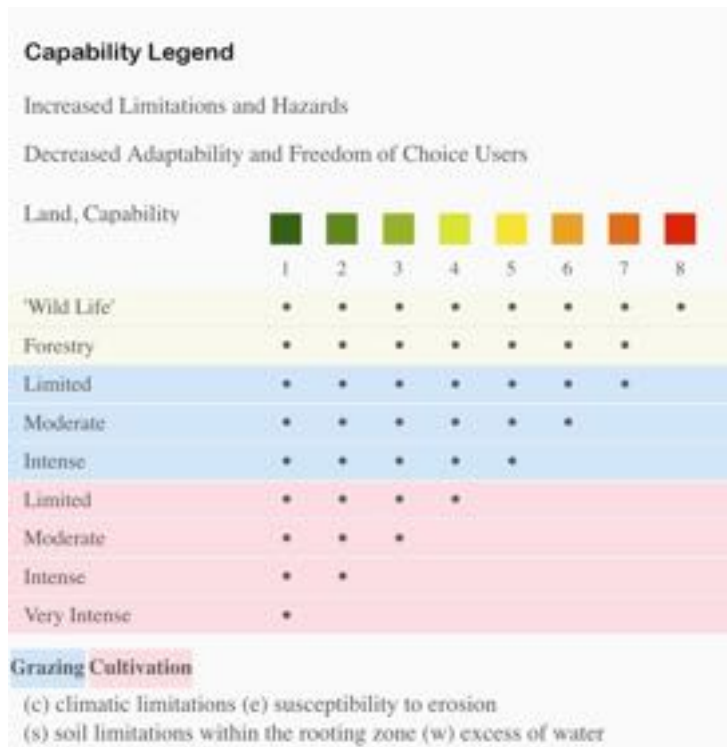 Capability Legend
Increased Limitations and Hazards
Decreased Adaptability and Freedom of Choice Users
Land, Capability
1 2 3 4 5 6 7 8
'Wild Life' • • • • • • • •
Forestry • • • • • • •
Limited • • • • • • •
Moderate • • • • • •
Intense • • • • •
Limited • • • •
Moderate • • •
Intense • •
Very Intense •
Grazing Cultivation
(c) climatic limitations (e) susceptibility to erosion
(s) soil limitations within the rooting zone (w) excess of water